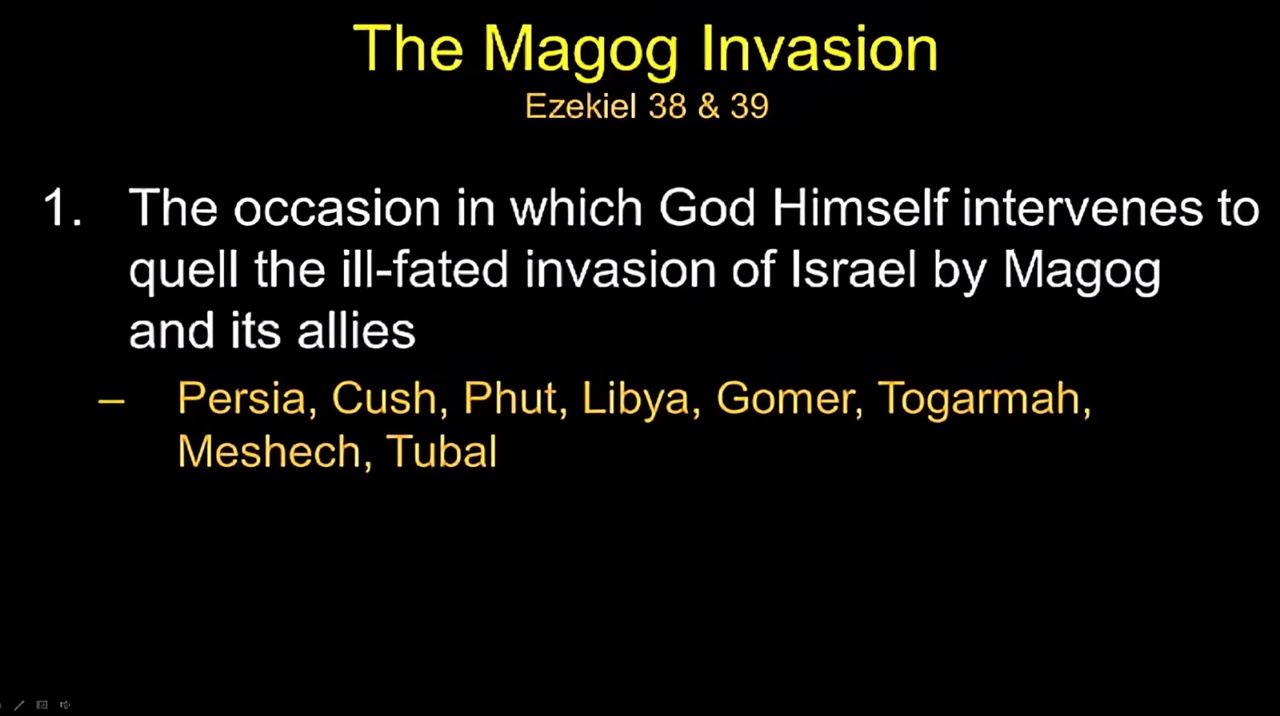 The Magog Invasion
Ezekiel 38 & 39
1. The occasion in which God Himself intervenes to
quell the ill-fated invasion of Israel by Magog
and its allies
– Persia, Cush, Phut, Libya, Gomer, Togarmah,
Meshech, Tubal